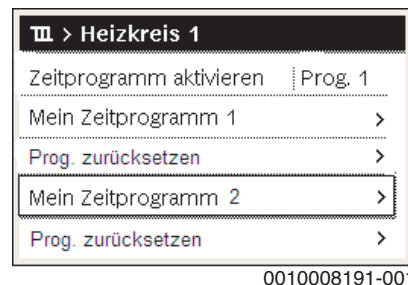 > Heizkreis 1
Zeitprogramm aktivieren Prog. 1
Mein Zeitprogramm 1 >
Prog. zurücksetzen >
Mein Zeitprogramm 2 >
Prog. zurücksetzen >
0010008191-001